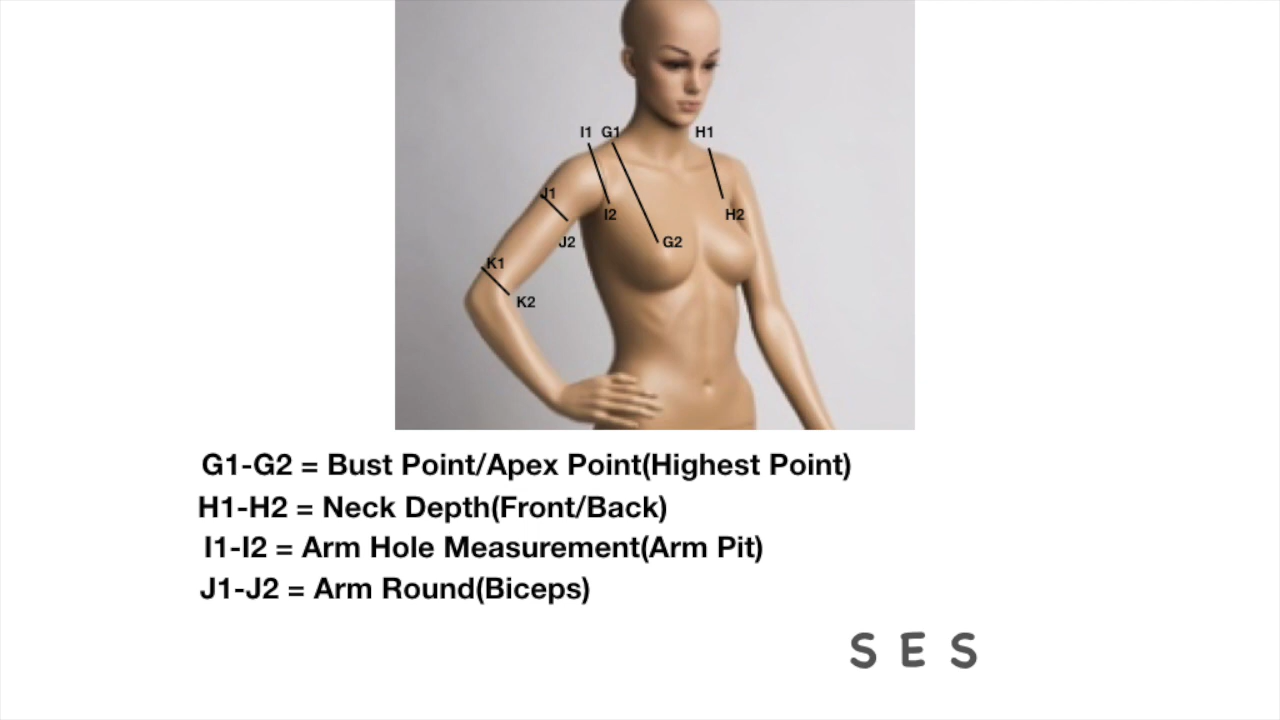 I1 G1 H1
J1
I2 H2
J2 G2
K1
K2
G1-G2 = Bust Point/Apex Point(Highest Point)
H1-H2 = Neck Depth(Front/Back)
I1-I2 = Arm Hole Measurement(Arm Pit)
J1-J2 = Arm Round(Biceps)
S E S